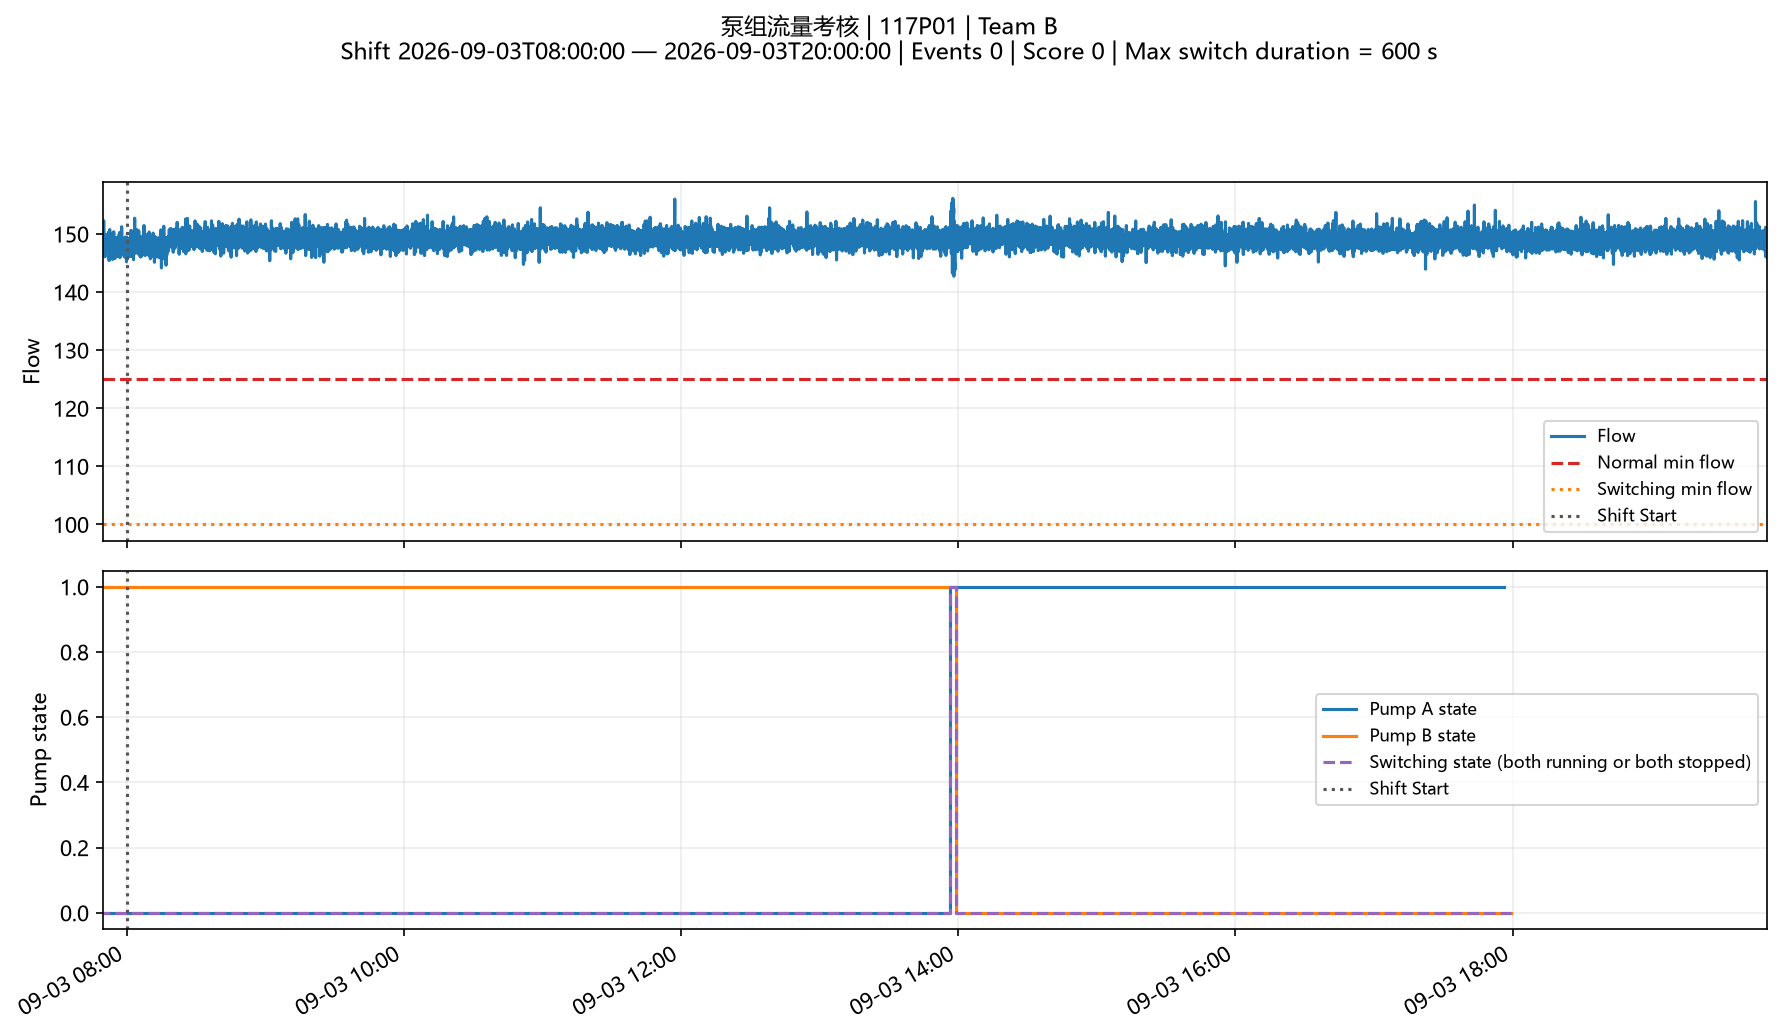 泵组流量考核 | 117P01 | Team B
Shift 2026-09-03T08:00:00 — 2026-09-03T20:00:00 | Events 0 | Score 0 | Max switch duration = 600 s
150
140
130
120
110
100
Flow
Flow
Normal min flow
Switching min flow
Shift Start
1.0
0.8
0.6
0.4
0.2
0.0
Pump state
Pump A state
Pump B state
Switching state (both running or both stopped)
Shift Start
09-03 08:00
09-03 10:00
09-03 12:00
09-03 14:00
09-03 16:00
09-03 18:00